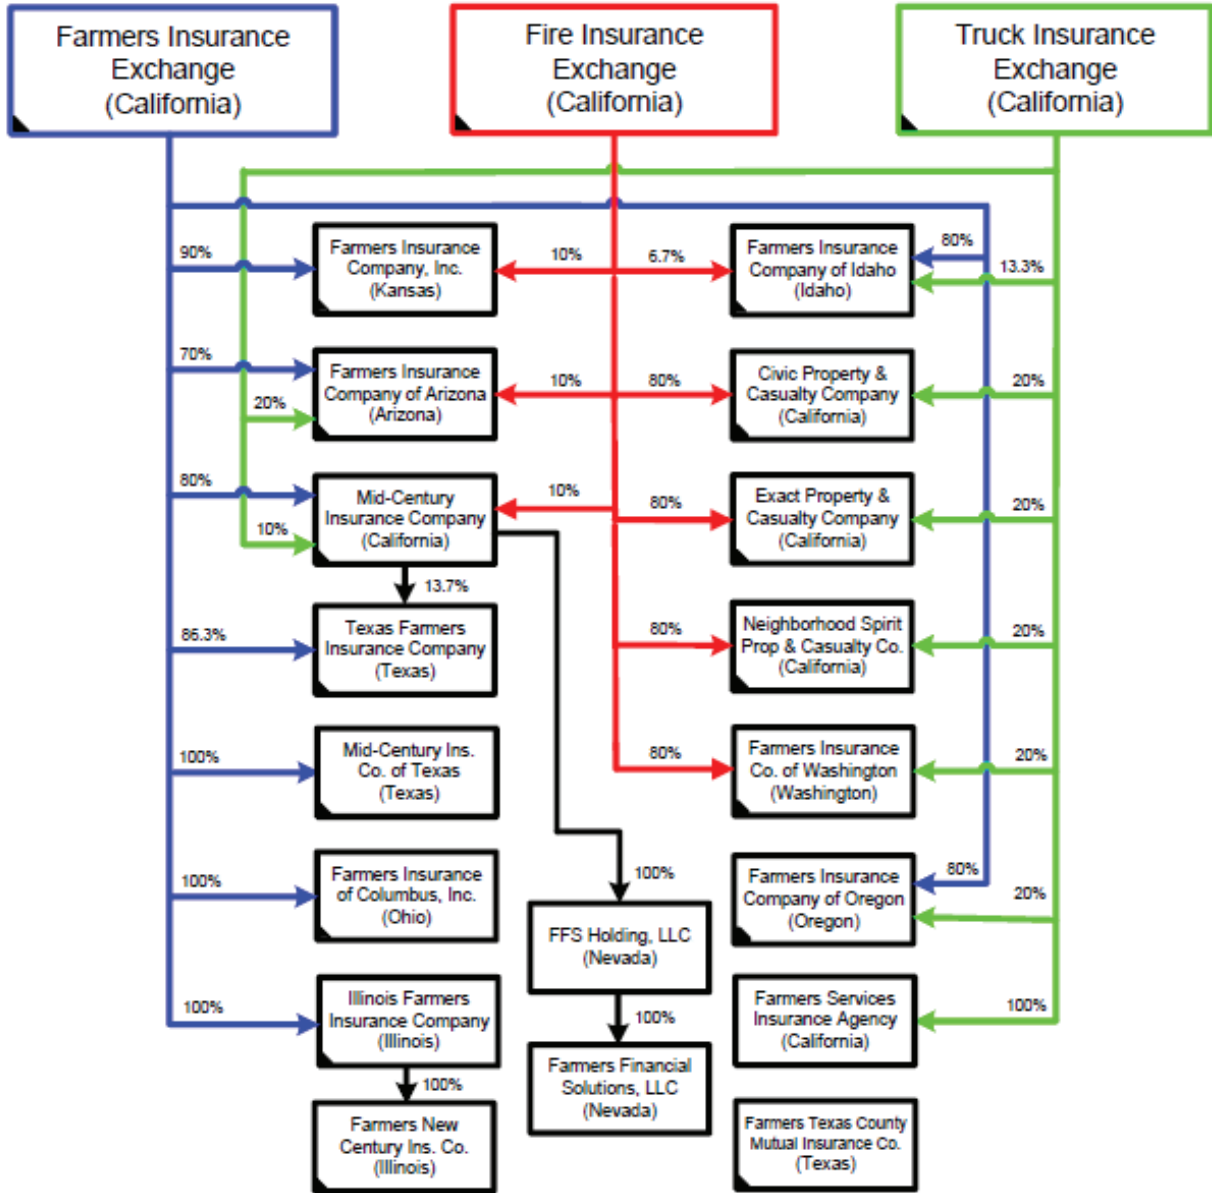 Farmers Insurance
Exchange
(California)
Fire Insurance
Exchange
(California)
Truck Insurance
Exchange
(California)
90%
Farmers Insurance
Company, Inc.
(Kansas)
10%
6.7%
Farmers Insurance
Company of Idaho
(Idaho)
80%
13.3%
70%
20%
Farmers Insurance
Company of Arizona
(Arizona)
10%
80%
Civic Property &
Casualty Company
(California)
20%
80%
10%
Mid-Century
Insurance Company
(California)
10%
80%
Exact Property &
Casualty Company
(California)
20%
13.7%
86.3%
Texas Farmers
Insurance Company
(Texas)
80%
Neighborhood Spirit
Prop & Casualty Co.
(California)
20%
100%
Mid-Century Ins.
Co. of Texas
(Texas)
80%
Farmers Insurance
Co. of Washington
(Washington)
20%
100%
Farmers Insurance
of Columbus, Inc.
(Ohio)
100%
FFS Holding, LLC
(Nevada)
Farmers Insurance
Company of Oregon
(Oregon)
80%
20%
100%
Illinois Farmers
Insurance Company
(Illinois)
100%
Farmers Financial
Solutions, LLC
(Nevada)
Farmers Services
Insurance Agency
(California)
100%
100%
Farmers New
Century Ins. Co.
(Illinois)
Farmers Texas County
Mutual Insurance Co.
(Texas)